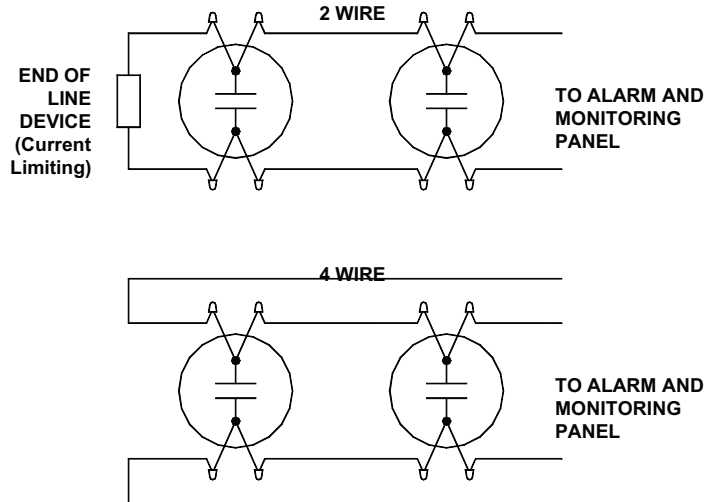 2 WIRE
END OF
LINE
DEVICE
(Current
Limiting)
TO ALARM AND
MONITORING
PANEL
4 WIRE
TO ALARM AND
MONITORING
PANEL